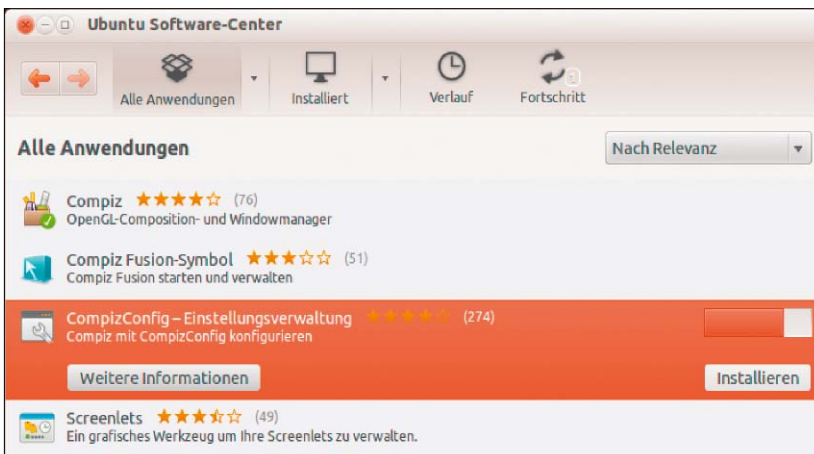 Ubuntu Software-Center
Alle Anwendungen
Installiert
Verlauf
Fortschritt
1
Alle Anwendungen
Nach Relevanz
Compiz (76)
OpenGL-Composition- und Windowmanager
Compiz Fusion-Symbol (51)
Compiz Fusion starten und verwalten
CompizConfig – Einstellungsverwaltung (274)
Compiz mit CompizConfig konfigurieren
Weitere Informationen
Installieren
Screenlets (49)
Ein grafisches Werkzeug um Ihre Screenlets zu verwalten.